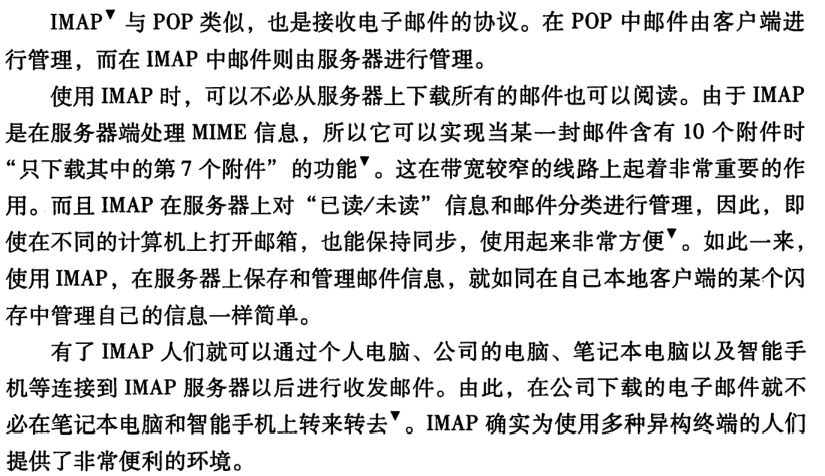 IMAP▼ 与 POP 类似，也是接收电子邮件的协议。在 POP 中邮件由客户端进
行管理，而在 IMAP 中邮件则由服务器进行管理。
使用 IMAP 时，可以不必从服务器上下载所有的邮件也可以阅读。由于 IMAP
是在服务器端处理 MIME 信息，所以它可以实现当某一封邮件含有 10 个附件时
“只下载其中的第 7 个附件”的功能▼。这在带宽较窄的线路上起着非常重要的作
用。而且 IMAP 在服务器上对“已读/未读”信息和邮件分类进行管理，因此，即
使在不同的计算机上打开邮箱，也能保持同步，使用起来非常方便▼。如此一来，
使用 IMAP，在服务器上保存和管理邮件信息，就如同在自己本地客户端的某个闪
存中管理自己的信息一样简单。
有了 IMAP 人们就可以通过个人电脑、公司的电脑、笔记本电脑以及智能手
机等连接到 IMAP 服务器以后进行收发邮件。由此，在公司下载的电子邮件就不
必在笔记本电脑和智能手机上转来转去▼。IMAP 确实为使用多种异构终端的人们
提供了非常便利的环境。